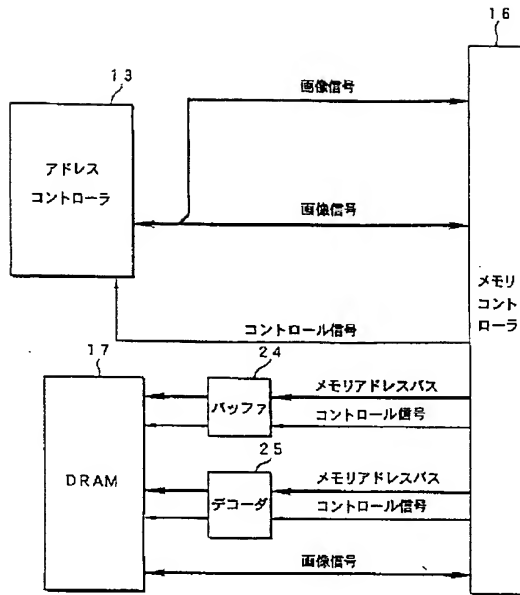 16
画像信号
13
アドレス
コントローラ
画像信号
メモリ
コント
ローラ
コントロール信号
17
24
メモリアドレスバス
バッファ
コントロール信号
25
DRAM
メモリアドレスバス
デコーダ
コントロール信号
画像信号